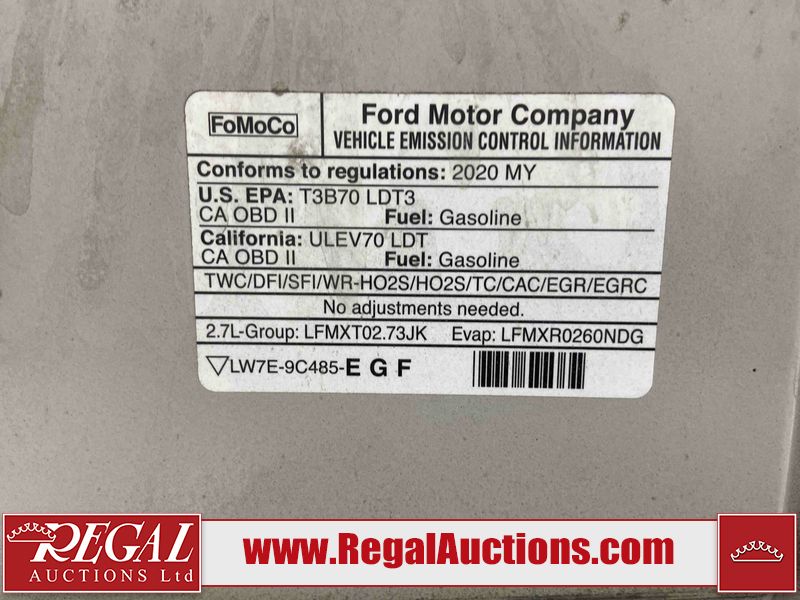 FoMoCo
Ford Motor Company
VEHICLE EMISSION CONTROL INFORMATION
Conforms to regulations: 2020 MY
U.S. EPA: T3B70 LDT3
CA OBD II Fuel: Gasoline
California: ULEV70 LDT
CA OBD II Fuel: Gasoline
TWC/DFI/SFI/WR-HO2S/HO2S/TC/CAC/EGR/EGRC
No adjustments needed.
2.7L-Group: LFMXT02.73JK Evap: LFMXR0260NDG
LW7E-9C485-E G F
REGAL
AUCTIONS Ltd
www.RegalAuctions.com